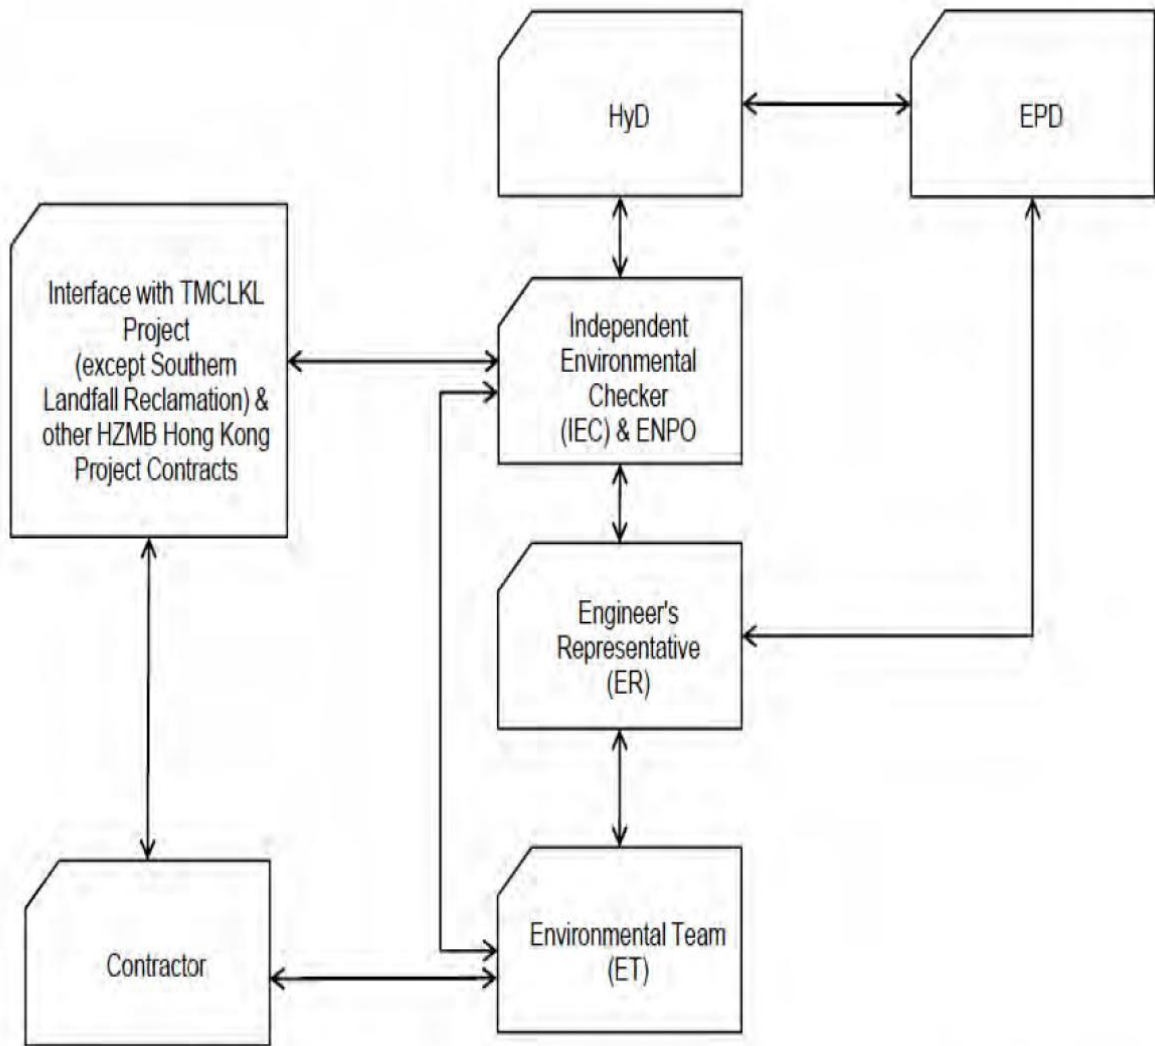 HyD
EPD
Interface with TMCLKL
Project
(except Southern
Landfall Reclamation) &
other HZMB Hong Kong
Project Contracts
Independent
Environmental
Checker
(IEC) & ENPO
Engineer's
Representative
(ER)
Environmental Team
(ET)
Contractor